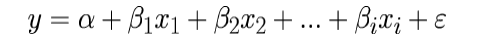 y = α + β₁x₁ + β₂x₂ + ... + βᵢxᵢ + ε